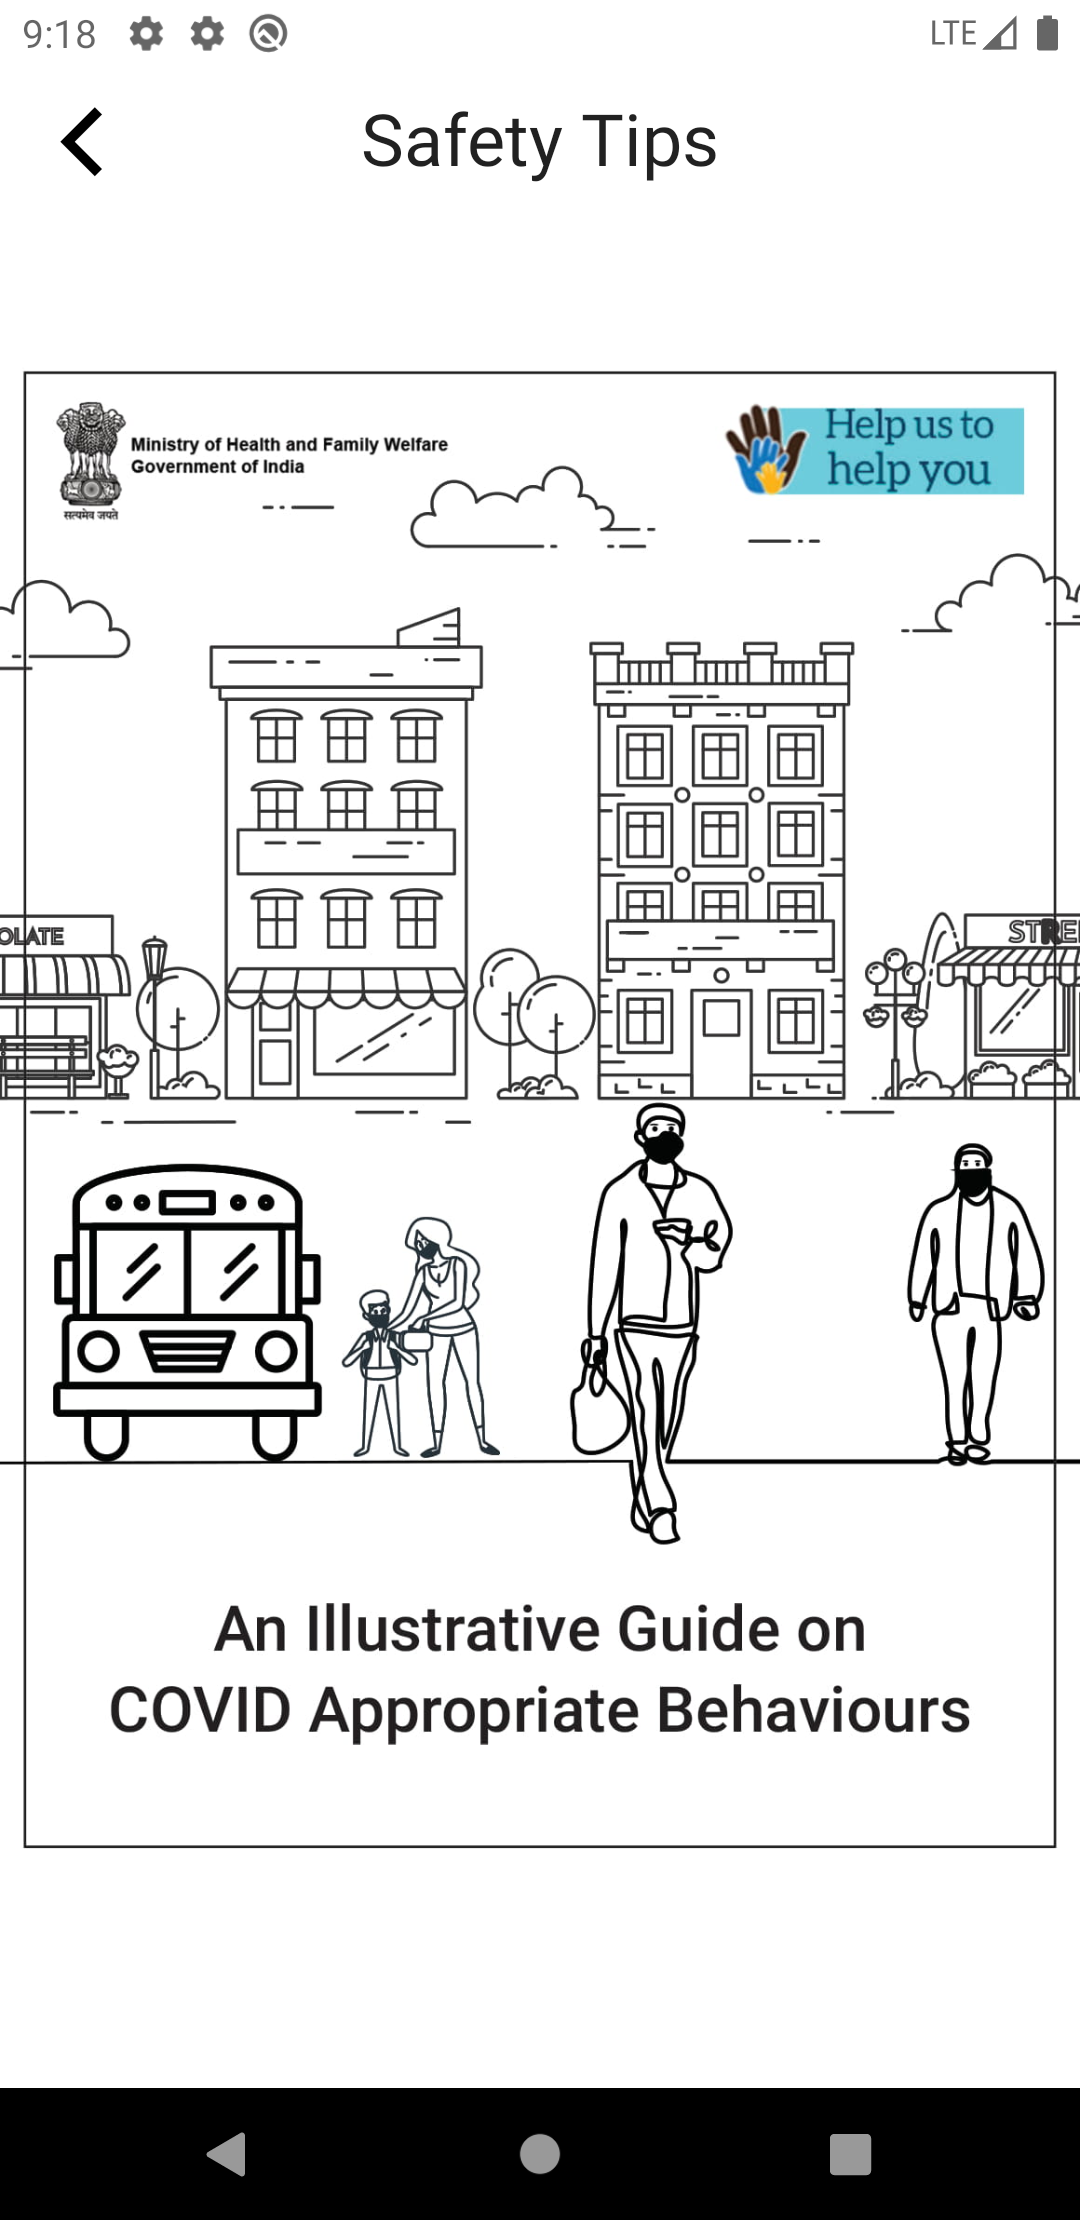 9:18
LTE
Safety Tips
Ministry of Health and Family Welfare
Government of India
सत्यमेव जयते
Help us to
help you
OLATE
STREE
An Illustrative Guide on
COVID Appropriate Behaviours